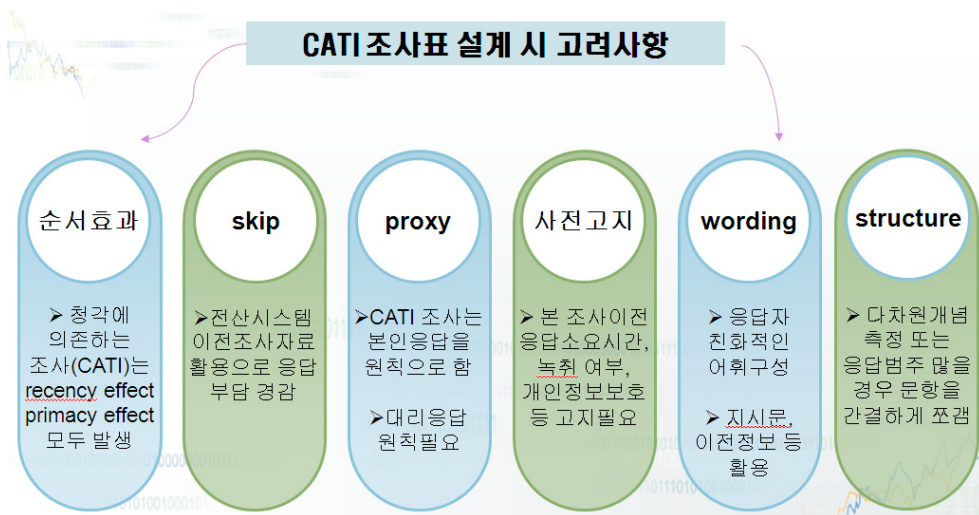 CATI 조사표 설계 시 고려사항
순서효과
➢ 청각에
의존하는
조사(CATI)는
recency effect
primacy effect
모두 발생
skip
➢전산시스템
이전조사자료
활용으로 응답
부담 경감
proxy
➢CATI 조사는
본인응답을
원칙으로 함
➢대리응답
원칙필요
사전고지
➢ 본 조사이전
응답소요시간,
녹취 여부,
개인정보보호
등 고지필요
wording
➢ 응답자
친화적인
어휘구성
➢ 지시문,
이전정보 등
활용
structure
➢ 다차원개념
측정 또는
응답범주 많을
경우 문항을
간결하게 쪼갬